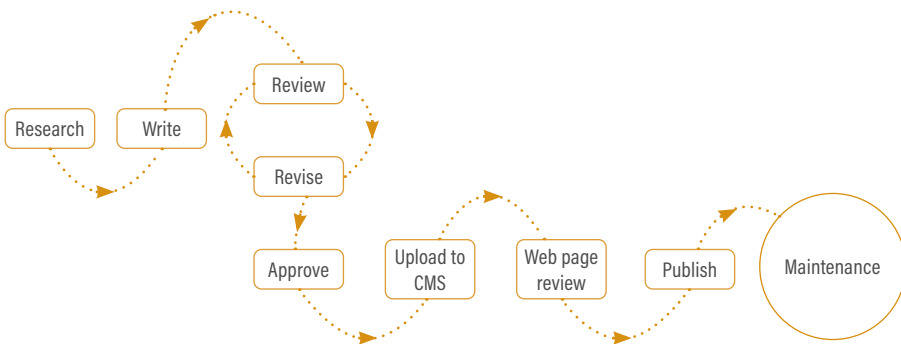 Research
Write
Review
Revise
Approve
Upload to
CMS
Web page
review
Publish
Maintenance